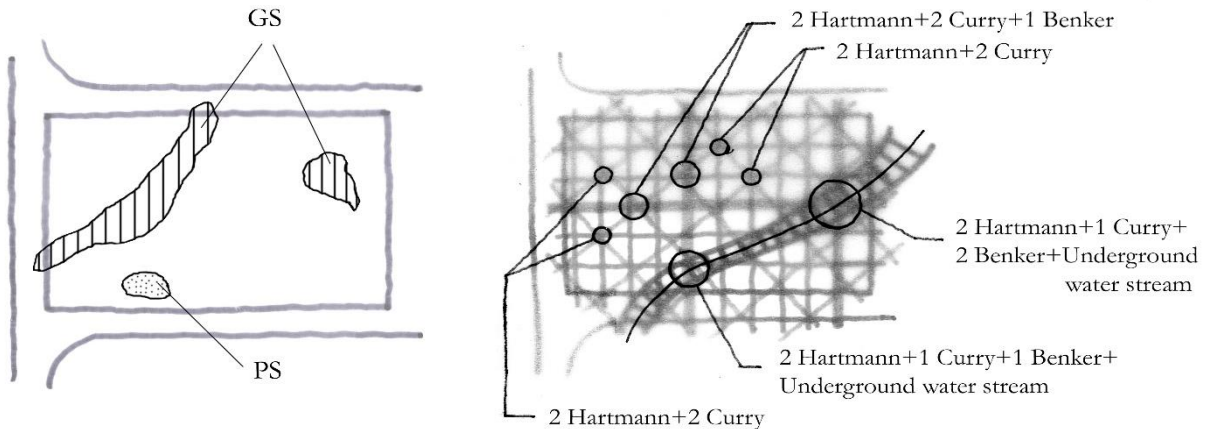 GS
PS
2 Hartmann+2 Curry+1 Benker
2 Hartmann+2 Curry
2 Hartmann+1 Curry+
2 Benker+Underground
water stream
2 Hartmann+1 Curry+1 Benker+
Underground water stream
2 Hartmann+2 Curry